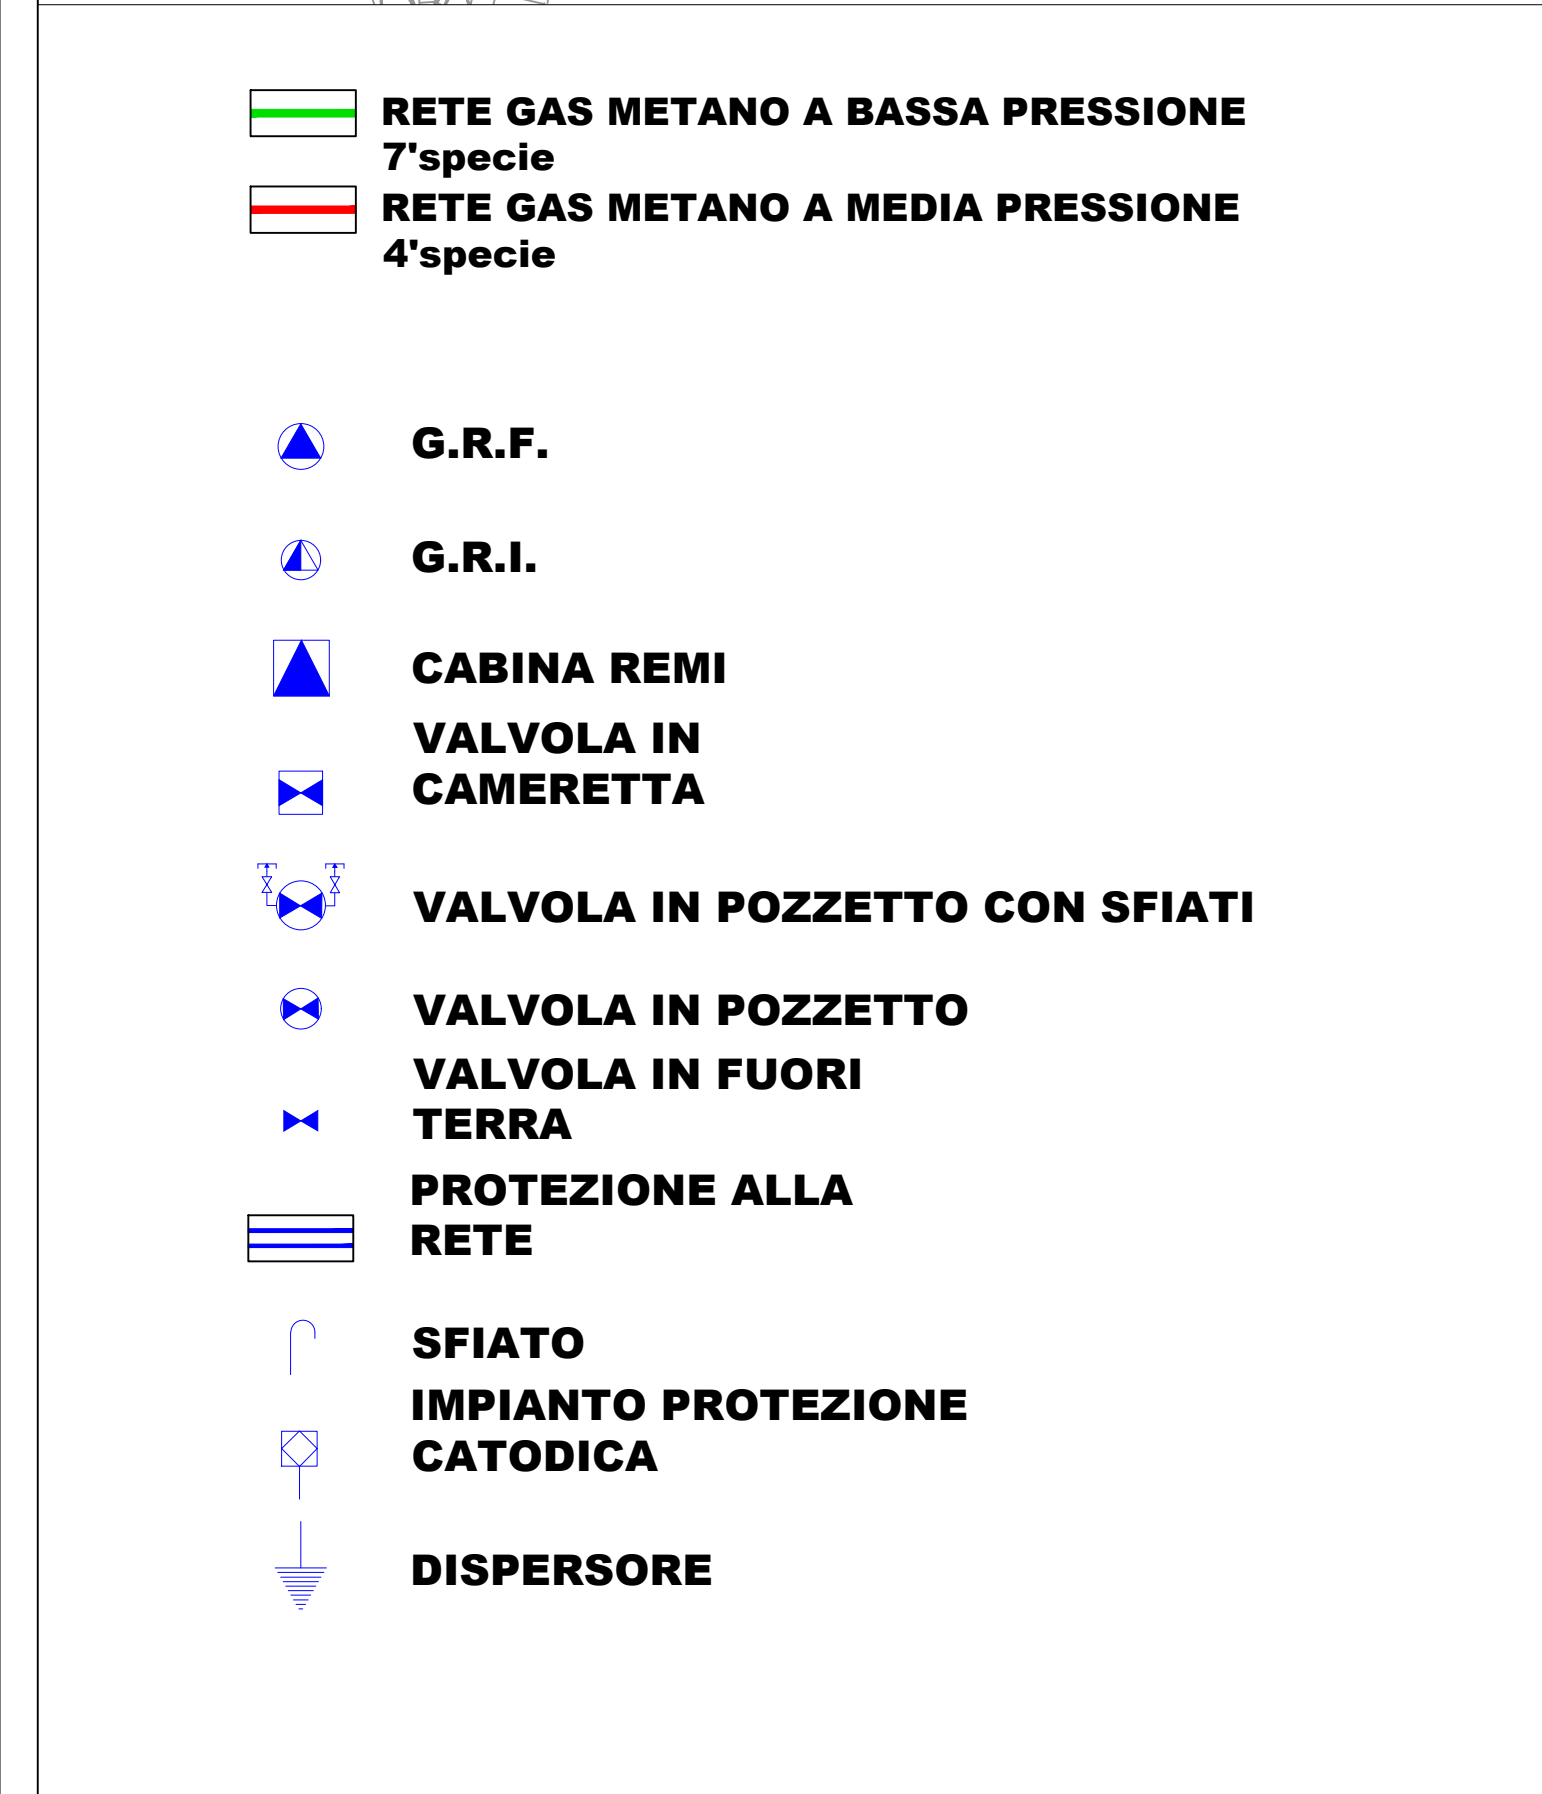 RETE GAS METANO A BASSA PRESSIONE
7'specie
RETE GAS METANO A MEDIA PRESSIONE
4'specie
G.R.F.
G.R.I.
CABINA REMI
VALVOLA IN
CAMERETTA
VALVOLA IN POZZETTO CON SFIATI
VALVOLA IN POZZETTO
VALVOLA IN FUORI
TERRA
PROTEZIONE ALLA
RETE
SFIATO
IMPIANTO PROTEZIONE
CATODICA
DISPERSORE